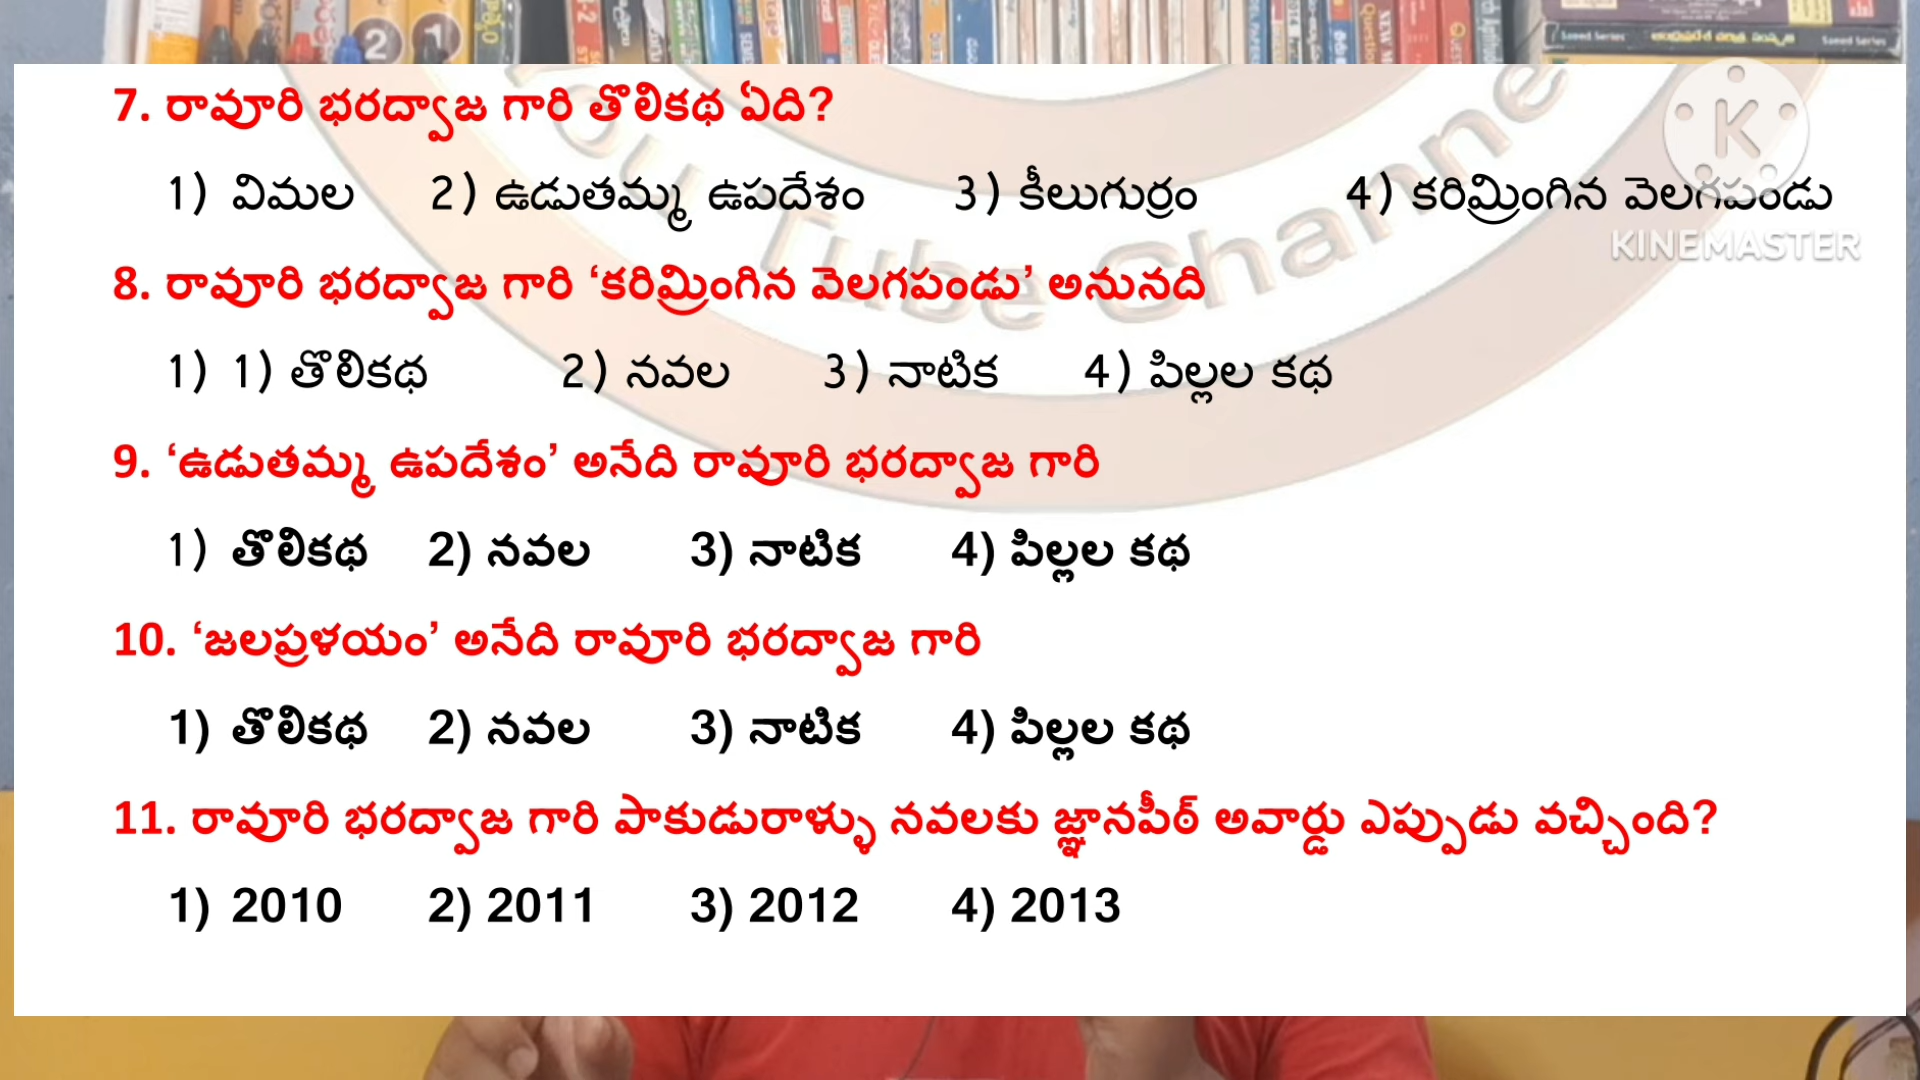 7. రావూరి భరద్వాజ గారి తొలికథ ఏది?
1) విమల 2) ఉడుతమ్మ ఉపదేశం 3) కీలుగుర్రం 4) కరిమ్రింగిన వెలగపండు
KINEMASTER
8. రావూరి భరద్వాజ గారి ‘కరిమ్రింగిన వెలగపండు’ అనునది
1) 1) తొలికథ 2) నవల 3) నాటిక 4) పిల్లల కథ
9. ‘ఉడుతమ్మ ఉపదేశం’ అనేది రావూరి భరద్వాజ గారి
1) తొలికథ 2) నవల 3) నాటిక 4) పిల్లల కథ
10. ‘జలప్రళయం’ అనేది రావూరి భరద్వాజ గారి
1) తొలికథ 2) నవల 3) నాటిక 4) పిల్లల కథ
11. రావూరి భరద్వాజ గారి పాకుడురాళ్ళు నవలకు జ్ఞానపీఠ్ అవార్డు ఎప్పుడు వచ్చింది?
1) 2010 2) 2011 3) 2012 4) 2013
You Tube Channe